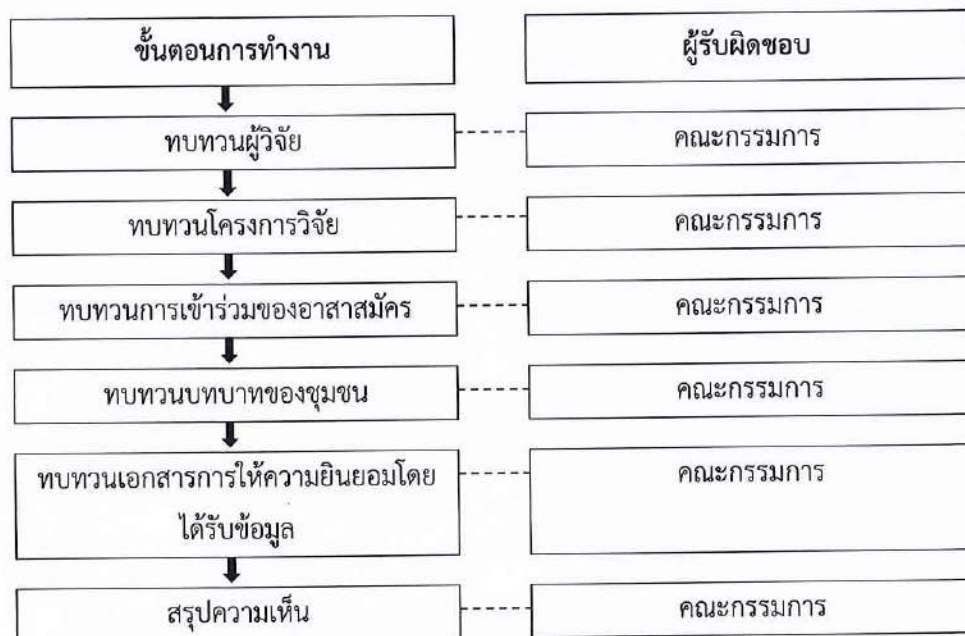 ขั้นตอนการทำงาน
ผู้รับผิดชอบ
ทบทวนผู้วิจัย
คณะกรรมการ
ทบทวนโครงการวิจัย
คณะกรรมการ
ทบทวนการเข้าร่วมของอาสาสมัคร
คณะกรรมการ
ทบทวนบทบาทของชุมชน
คณะกรรมการ
ทบทวนเอกสารการให้ความยินยอมโดย
ได้รับข้อมูล
คณะกรรมการ
สรุปความเห็น
คณะกรรมการ